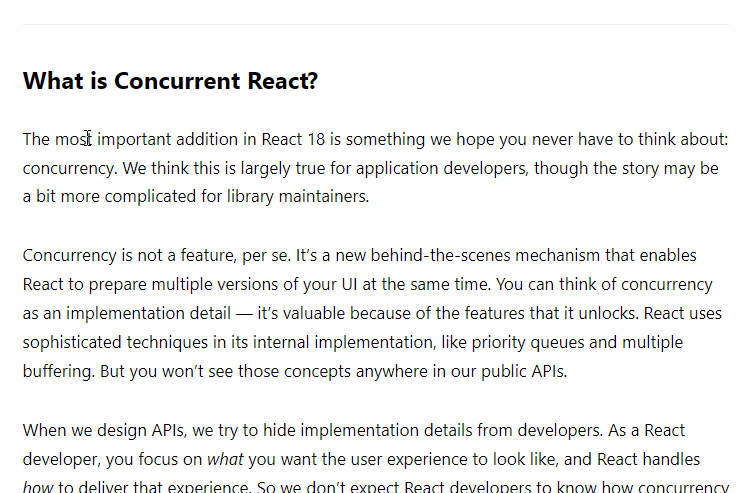 What is Concurrent React?
The most important addition in React 18 is something we hope you never have to think about:
concurrency. We think this is largely true for application developers, though the story may be
a bit more complicated for library maintainers.
Concurrency is not a feature, per se. It’s a new behind-the-scenes mechanism that enables
React to prepare multiple versions of your UI at the same time. You can think of concurrency
as an implementation detail — it’s valuable because of the features that it unlocks. React uses
sophisticated techniques in its internal implementation, like priority queues and multiple
buffering. But you won’t see those concepts anywhere in our public APIs.
When we design APIs, we try to hide implementation details from developers. As a React
developer, you focus on what you want the user experience to look like, and React handles
how to deliver that experience. So we don’t expect React developers to know how concurrency